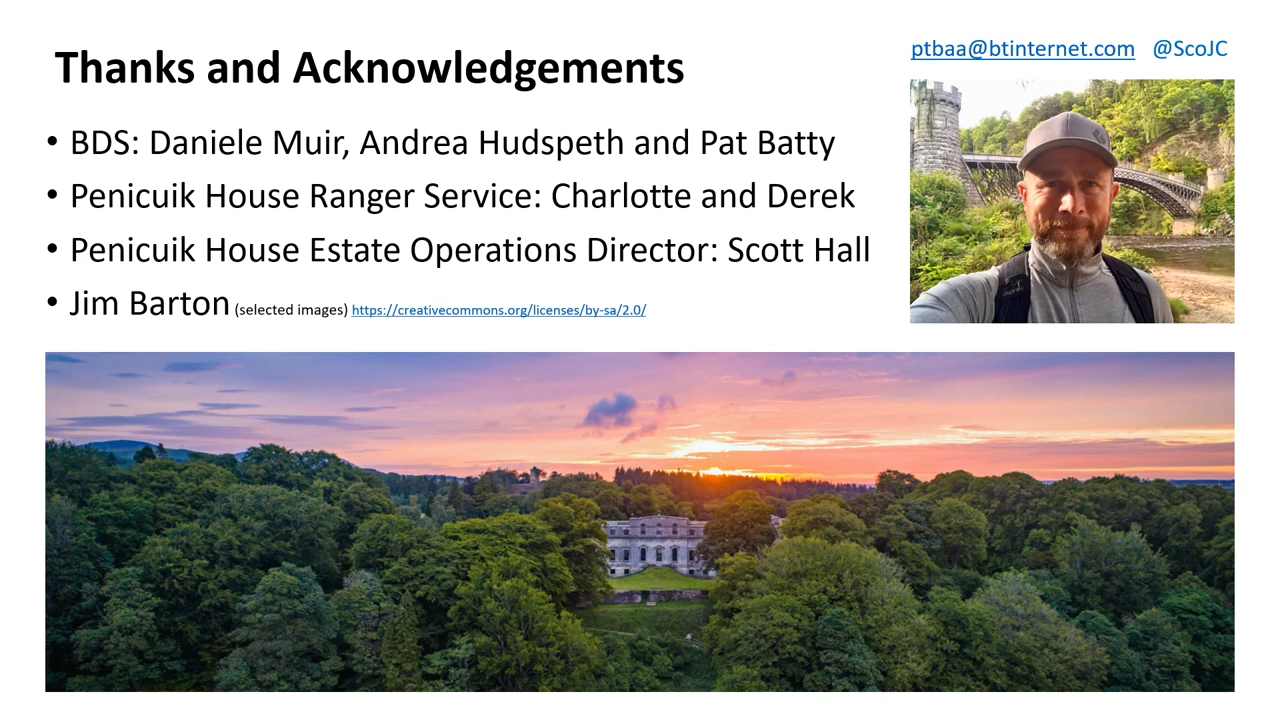 Thanks and Acknowledgements
ptbaa@btinternet.com @ScoJC
• BDS: Daniele Muir, Andrea Hudspeth and Pat Batty
• Penicuik House Ranger Service: Charlotte and Derek
• Penicuik House Estate Operations Director: Scott Hall
• Jim Barton (selected images) https://creativecommons.org/licenses/by-sa/2.0/